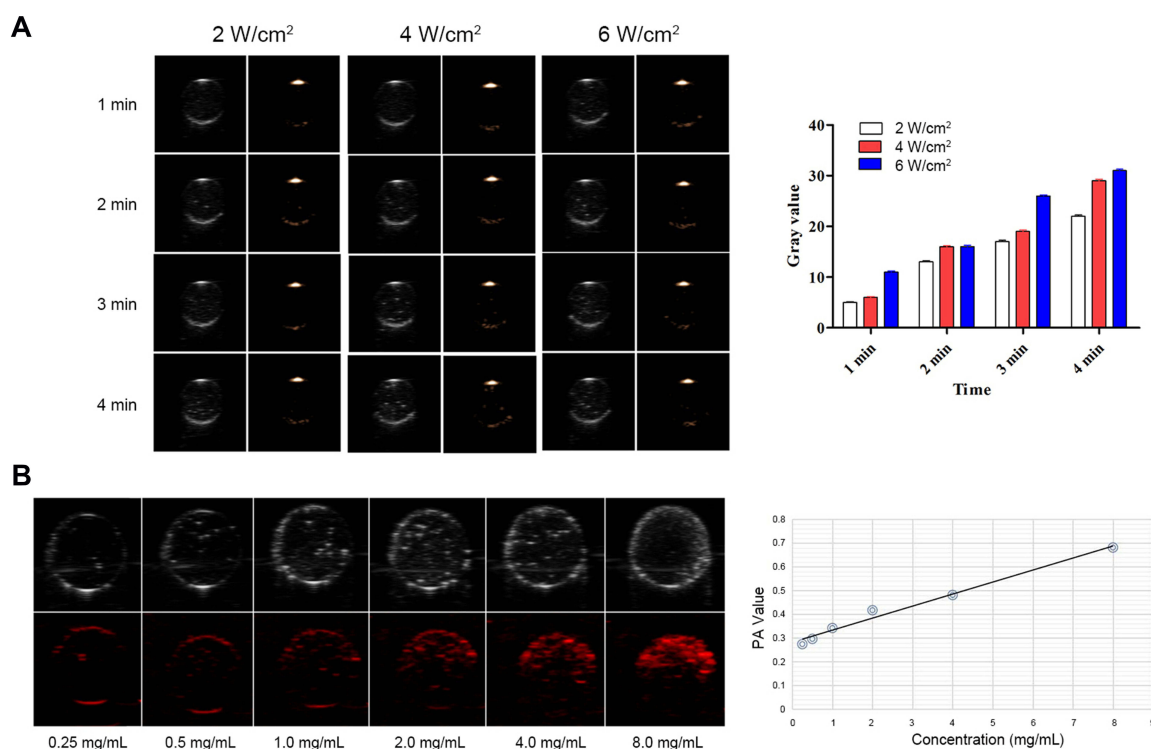 A
2 W/cm² 4 W/cm² 6 W/cm²
1 min
2 min
3 min
4 min
40
30
20
10
0
Gray value
2 W/cm²
4 W/cm²
6 W/cm²
1 min 2 min 3 min 4 min
Time
B
0.25 mg/mL 0.5 mg/mL 1.0 mg/mL 2.0 mg/mL 4.0 mg/mL 8.0 mg/mL
0.8
0.7
0.6
0.5
0.4
0.3
0.2
0.1
0
PA Value
0 1 2 3 4 5 6 7 8 9
Concentration (mg/mL)